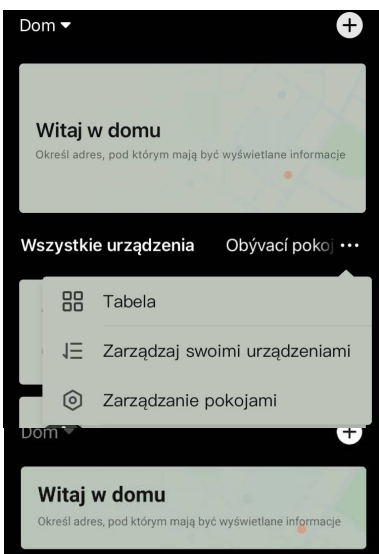 Dom
Witaj w domu
Określ adres, pod którym mają być wyświetlane informacje
Wszystkie urządzenia Obývací pokoj
Tabela
Zarządzaj swoimi urządzeniami
Zarządzanie pokojami
Dom
Witaj w domu
Określ adres, pod którym mają być wyświetlane informacje